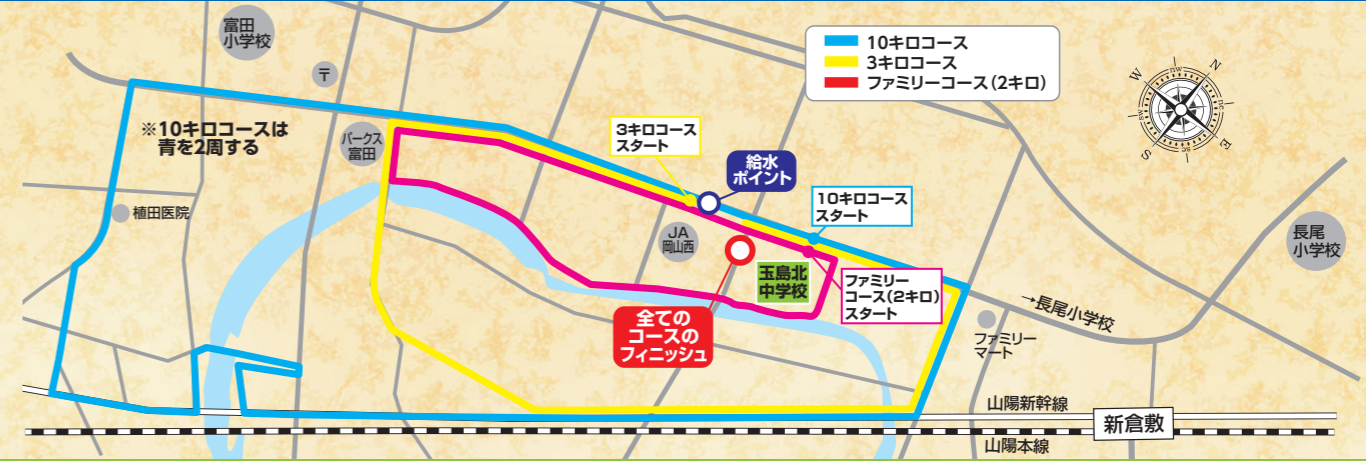 富田
小学校
〒
※10キロコースは
青を2周する
パークス
富田
植田医院
3キロコース
スタート
給水
ポイント
10キロコース
スタート
JA
岡山西
玉島北
中学校
ファミリー
コース(2キロ)
スタート
全ての
コースの
フィニッシュ
10キロコース
3キロコース
ファミリーコース(2キロ)
N
NE
E
SE
S
W
NW
長尾
小学校
→長尾小学校
ファミリー
マート
山陽新幹線
新倉敷
山陽本線